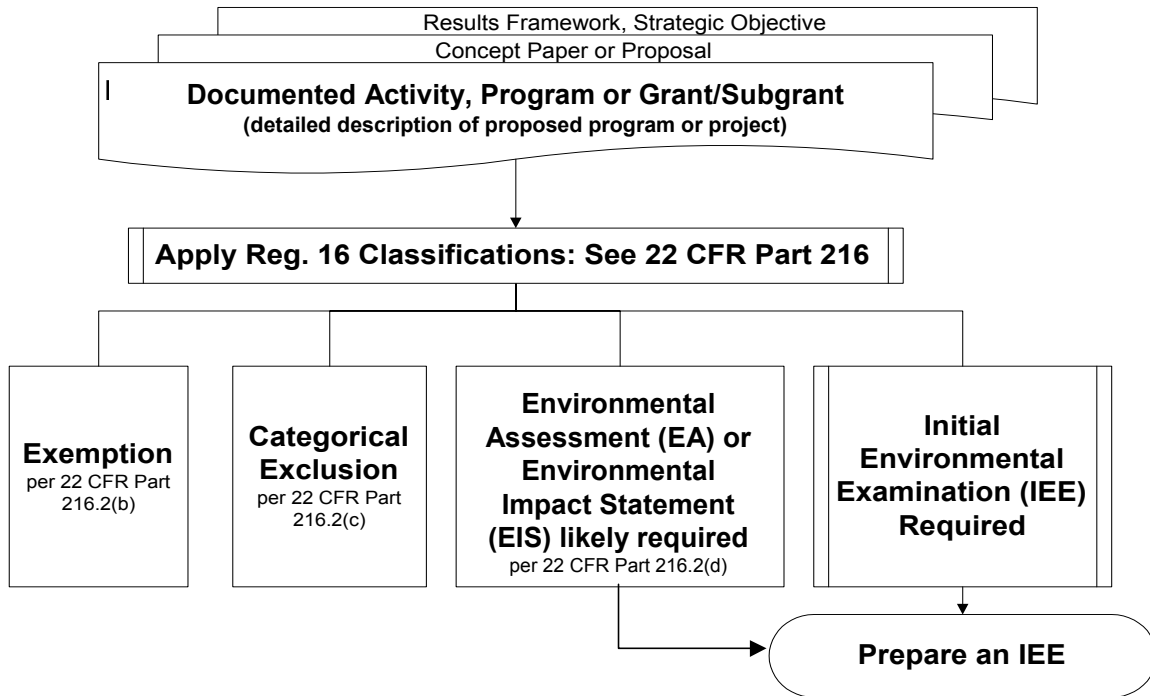 Results Framework, Strategic Objective
Concept Paper or Proposal
Documented Activity, Program or Grant/Subgrant
(detailed description of proposed program or project)
Apply Reg. 16 Classifications: See 22 CFR Part 216
Exemption
per 22 CFR Part
216.2(b)
Categorical
Exclusion
per 22 CFR Part
216.2(c)
Environmental
Assessment (EA) or
Environmental
Impact Statement
(EIS) likely required
per 22 CFR Part 216.2(d)
Initial
Environmental
Examination (IEE)
Required
Prepare an IEE